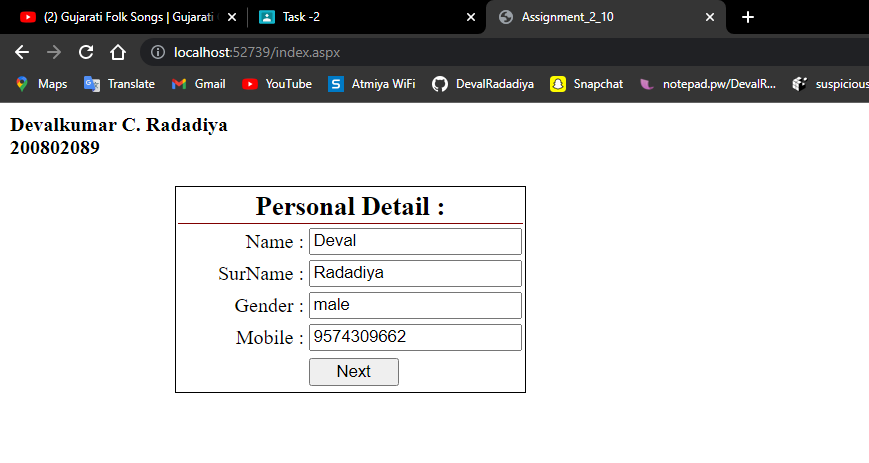 (2) Gujarati Folk Songs | Gujarati
Task -2
Assignment_2_10
localhost:52739/index.aspx
Maps
Translate
Gmail
YouTube
S
Atmiya WiFi
DevalRadadiya
Snapchat
notepad.pw/DevalR...
suspicious
Devalkumar C. Radadiya
200802089
Personal Detail :
Name : Deval
SurName : Radadiya
Gender : male
Mobile : 9574309662
Next